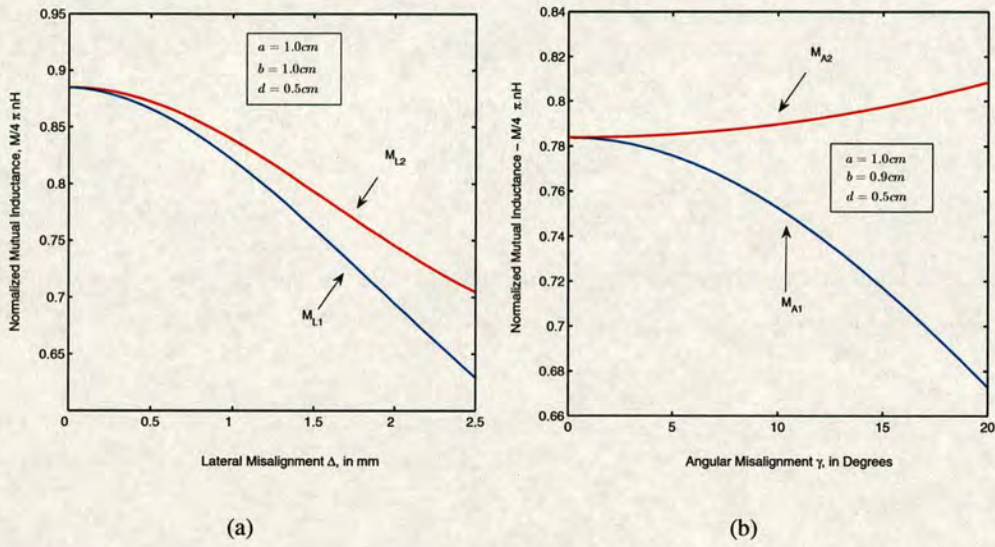 Normalized Mutual Inductance, M/4 π nH
0.95
0.9
0.85
0.8
0.75
0.7
0.65
a = 1.0cm
b = 1.0cm
d = 0.5cm
M_L2
M_L1
0 0.5 1 1.5 2 2.5
Lateral Misalignment Δ, in mm
(a)
Normalized Mutual Inductance – M/4 π nH
0.84
0.82
0.8
0.78
0.76
0.74
0.72
0.7
0.68
0.66
M_A2
a = 1.0cm
b = 0.9cm
d = 0.5cm
M_A1
0 5 10 15 20
Angular Misalignment γ, in Degrees
(b)